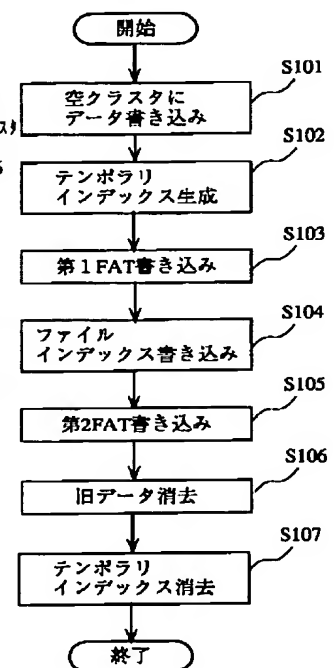 開始
S101
空クラスタに
データ書き込み
S102
テンポラリ
インデックス生成
S103
第1FAT書き込み
S104
ファイル
インデックス書き込み
S105
第2FAT書き込み
S106
旧データ消去
S107
テンポラリ
インデックス消去
終了